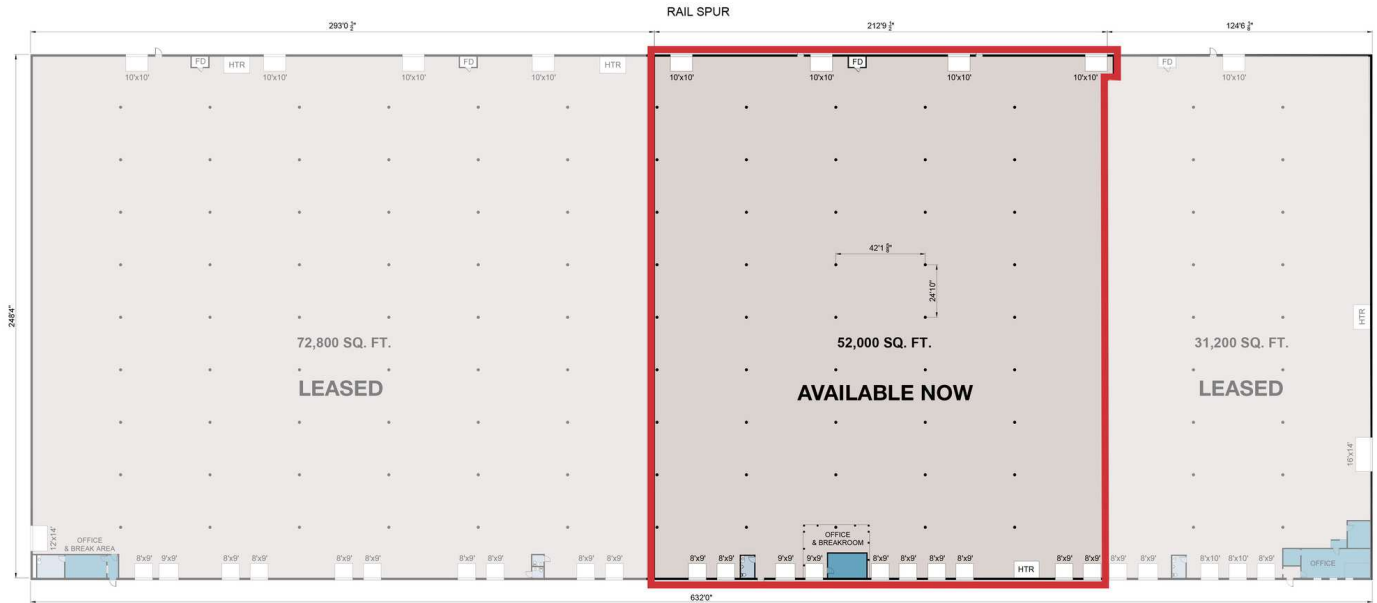 RAIL SPUR
293'0 ½"
212'9 ½"
10'x10'
FD
HTR
10'x10'
10'x10'
FD
10'x10'
HTR
10'x10'
10'x10'
FD
10'x10'
10'x10'
FD
10'x10'
42'1
24'10"
248'4"
HTR
72,800 SQ. FT.
LEASED
52,000 SQ. FT.
AVAILABLE NOW
31,200 SQ. FT.
LEASED
16'x14'
12'x14'
OFFICE
& BREAK AREA
OFFICE
& BREAKROOM
8'x9' 9'x9' 8'x9' 8'x9' 8'x9' 8'x9' 8'x9' 8'x9' 8'x9' 8'x9' 8'x9' 8'x9' 8'x9' 9'x9' 9'x9' 8'x9' 8'x9' 8'x9' 8'x9' 8'x9' 8'x9' 8'x9' 8'x9' 8'x10' 8'x10' 8'x9'
HTR
OFFICE
632'0"